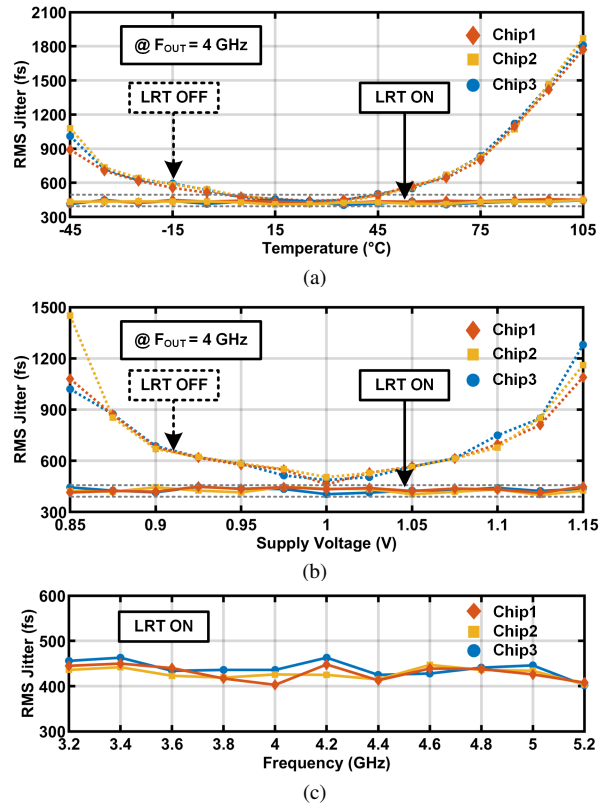 2100
1800
1500
1200
900
600
300
RMS Jitter (fs)
@ FOUT = 4 GHz
LRT OFF
LRT ON
Chip1
Chip2
Chip3
-45 -15 15 45 75 105
Temperature (°C)
(a)
1500
1200
900
600
300
RMS Jitter (fs)
@ FOUT = 4 GHz
LRT OFF
LRT ON
Chip1
Chip2
Chip3
0.85 0.9 0.95 1 1.05 1.1 1.15
Supply Voltage (V)
(b)
600
500
400
300
RMS Jitter (fs)
LRT ON
Chip1
Chip2
Chip3
3.2 3.4 3.6 3.8 4 4.2 4.4 4.6 4.8 5 5.2
Frequency (GHz)
(c)